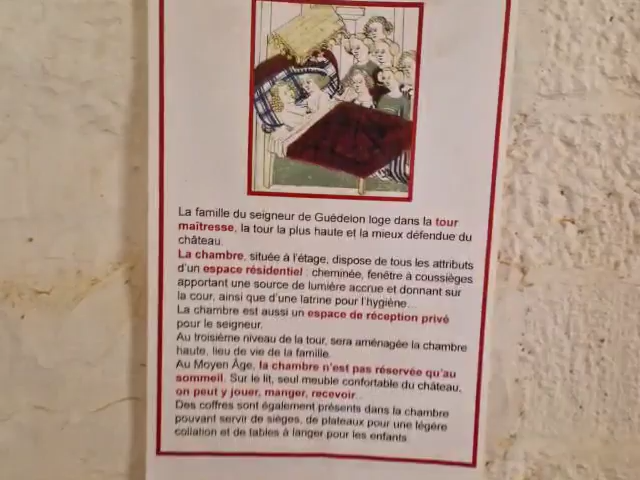 La famille du seigneur de Guédelon loge dans la tour
maîtresse, la tour la plus haute et la mieux défendue du
château.
La chambre, située à l'étage, dispose de tous les attributs
d'un espace résidentiel : cheminée, fenêtre à coussièges
apportant une source de lumière accrue et donnant sur
la cour, ainsi que d'une latrine pour l'hygiène...
La chambre est aussi un espace de réception privé
pour le seigneur.
Au troisième niveau de la tour, sera aménagée la chambre
haute, lieu de vie de la famille.
Au Moyen Âge, la chambre n'est pas réservée qu'au
sommeil. Sur le lit, seul meuble confortable du château,
on peut y jouer, manger, recevoir...
Des coffres sont également présents dans la chambre
pouvant servir de sièges, de plateaux pour une légère
collation et de tables à langer pour les enfants.